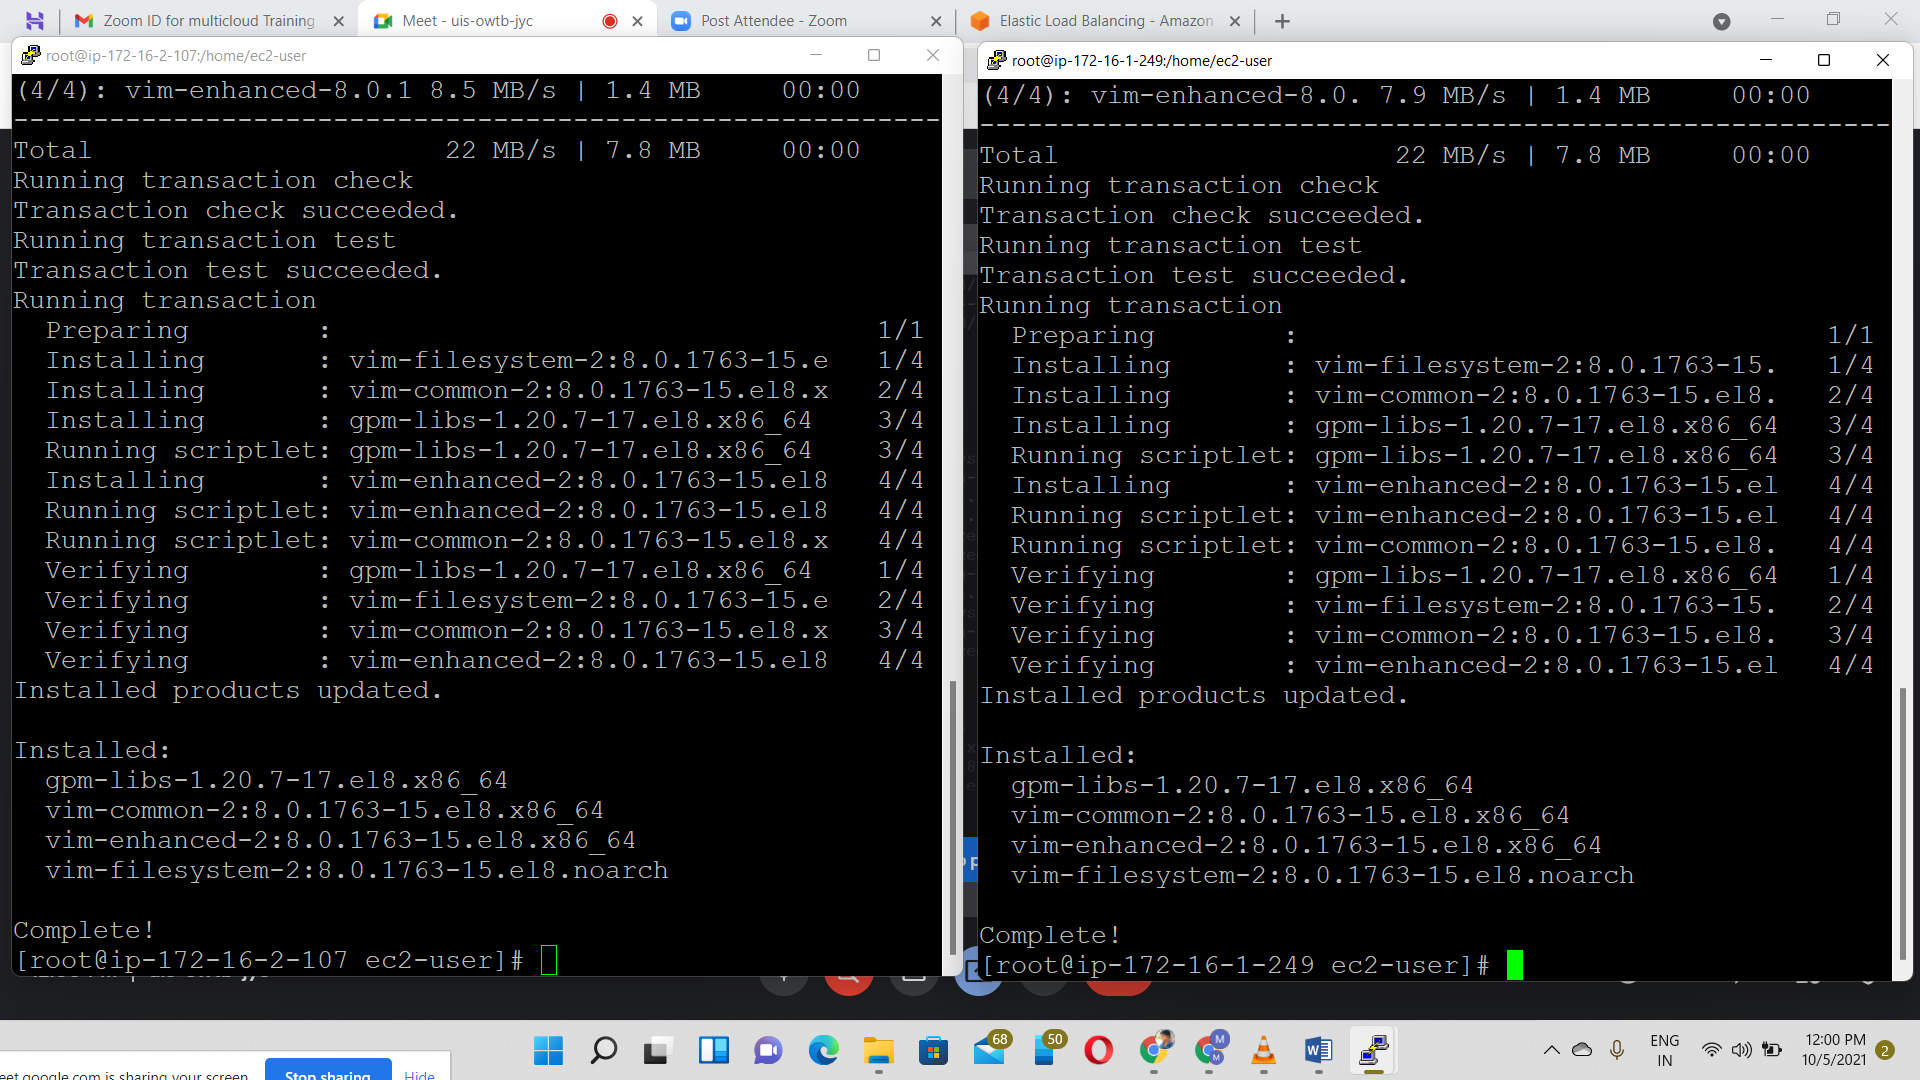 Zoom ID for multicloud Training
Meet - uis-owtb-jyc
Post Attendee - Zoom
Elastic Load Balancing - Amazon
root@ip-172-16-2-107:/home/ec2-user
(4/4): vim-enhanced-8.0.1 8.5 MB/s | 1.4 MB     00:00
-----------------------------------------------------------
Total                      22 MB/s | 7.8 MB     00:00
Running transaction check
Transaction check succeeded.
Running transaction test
Transaction test succeeded.
Running transaction
  Preparing        :                                  1/1
  Installing       : vim-filesystem-2:8.0.1763-15.e   1/4
  Installing       : vim-common-2:8.0.1763-15.el8.x   2/4
  Installing       : gpm-libs-1.20.7-17.el8.x86_64    3/4
  Running scriptlet: gpm-libs-1.20.7-17.el8.x86_64    3/4
  Installing       : vim-enhanced-2:8.0.1763-15.el8   4/4
  Running scriptlet: vim-enhanced-2:8.0.1763-15.el8   4/4
  Running scriptlet: vim-common-2:8.0.1763-15.el8.x   4/4
  Verifying        : gpm-libs-1.20.7-17.el8.x86_64    1/4
  Verifying        : vim-filesystem-2:8.0.1763-15.e   2/4
  Verifying        : vim-common-2:8.0.1763-15.el8.x   3/4
  Verifying        : vim-enhanced-2:8.0.1763-15.el8   4/4
Installed products updated.
Installed:
  gpm-libs-1.20.7-17.el8.x86_64
  vim-common-2:8.0.1763-15.el8.x86_64
  vim-enhanced-2:8.0.1763-15.el8.x86_64
  vim-filesystem-2:8.0.1763-15.el8.noarch
Complete!
[root@ip-172-16-2-107 ec2-user]#
root@ip-172-16-1-249:/home/ec2-user
(4/4): vim-enhanced-8.0. 7.9 MB/s | 1.4 MB     00:00
----------------------------------------------------------
Total                     22 MB/s | 7.8 MB     00:00
Running transaction check
Transaction check succeeded.
Running transaction test
Transaction test succeeded.
Running transaction
  Preparing        :                                 1/1
  Installing       : vim-filesystem-2:8.0.1763-15.   1/4
  Installing       : vim-common-2:8.0.1763-15.el8.   2/4
  Installing       : gpm-libs-1.20.7-17.el8.x86_64   3/4
  Running scriptlet: gpm-libs-1.20.7-17.el8.x86_64   3/4
  Installing       : vim-enhanced-2:8.0.1763-15.el   4/4
  Running scriptlet: vim-enhanced-2:8.0.1763-15.el   4/4
  Running scriptlet: vim-common-2:8.0.1763-15.el8.   4/4
  Verifying        : gpm-libs-1.20.7-17.el8.x86_64   1/4
  Verifying        : vim-filesystem-2:8.0.1763-15.   2/4
  Verifying        : vim-common-2:8.0.1763-15.el8.   3/4
  Verifying        : vim-enhanced-2:8.0.1763-15.el   4/4
Installed products updated.
Installed:
  gpm-libs-1.20.7-17.el8.x86_64
  vim-common-2:8.0.1763-15.el8.x86_64
  vim-enhanced-2:8.0.1763-15.el8.x86_64
  vim-filesystem-2:8.0.1763-15.el8.noarch
Complete!
[root@ip-172-16-1-249 ec2-user]#
eet.google.com is sharing your screen. Stop sharing Hide
68
50
M
M
ENG
IN
12:00 PM
10/5/2021
2